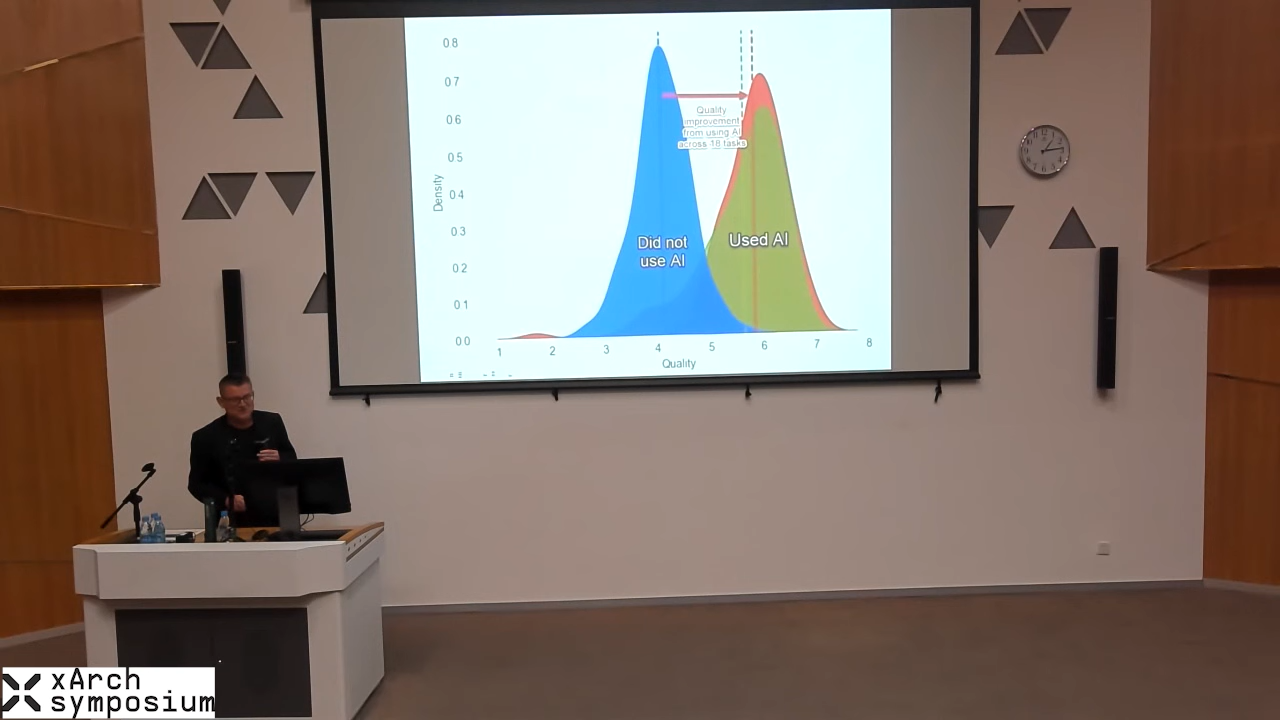 0.8
0.7
0.6
0.5
0.4
0.3
0.2
0.1
0.0
Density
Quality
improvement
from using AI
across 18 tasks
Did not
use AI
Used AI
1 2 3 4 5 6 7 8
Quality
xArch
symposium